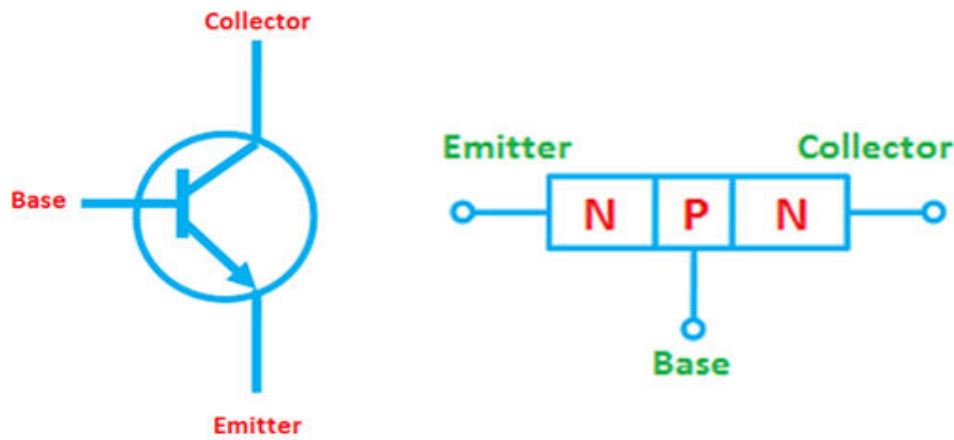 Collector
Base
Emitter
Emitter
Collector
N P N
Base